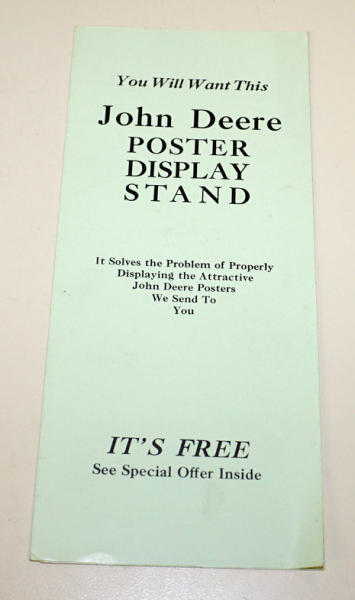 You Will Want This
John Deere
POSTER
DISPLAY
STAND
It Solves the Problem of Properly
Displaying the Attractive
John Deere Posters
We Send To
You
IT'S FREE
See Special Offer Inside